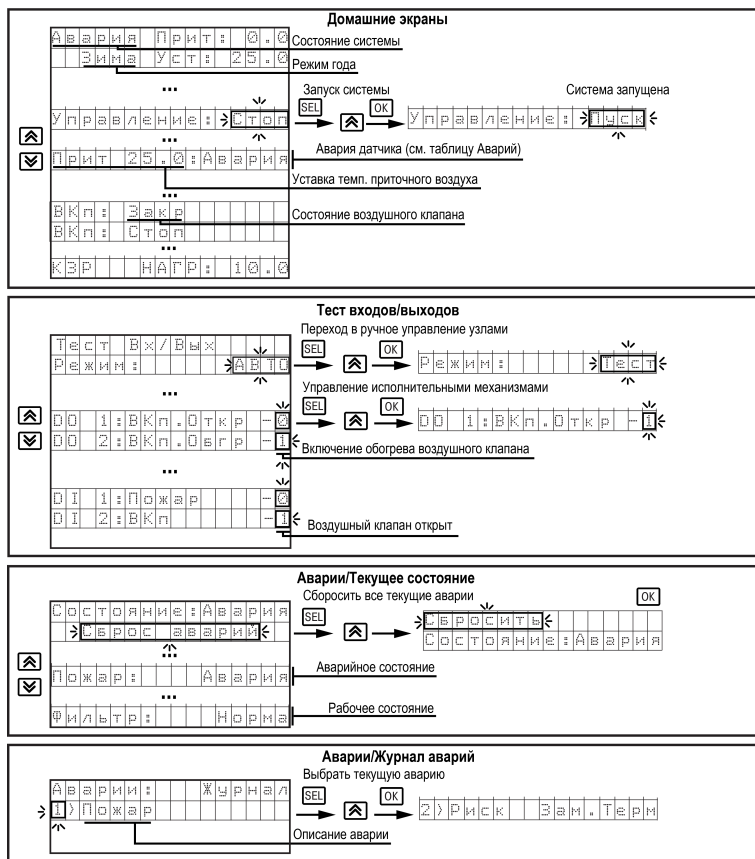 Домашние экраны
Авария Прит: 0.0
Состояние системы
Зима Уст: 25.0
Режим года
...
Запуск системы
Система запущена
Управление: Стоп
SEL
OK
Управление: Пуск
...
Авария датчика (см. таблицу Аварий)
Прит 25.0:Авария
Уставка темп. приточного воздуха
...
ВКп: Закр
Состояние воздушного клапана
ВКп: Стоп
...
КЗР НАГР: 10.0
Тест входов/выходов
Переход в ручное управление узлами
Тест Вх/Вых
Режим: АВТО
SEL
OK
Режим: Тест
...
Управление исполнительными механизмами
DO 1:ВКп.Откр -0
SEL
OK
DO 1:ВКп.Откр -1
DO 2:ВКп.Обгр -1
Включение обогрева воздушного клапана
...
DI 1:Пожар -0
DI 2:ВКп -1
Воздушный клапан открыт
Аварии/Текущее состояние
Сбросить все текущие аварии
OK
Состояние:Авария
Сброс аварий
SEL
Сбросить
Состояние:Авария
...
Пожар: Авария
Аварийное состояние
...
Фильтр: Норма
Рабочее состояние
Аварии/Журнал аварий
Выбрать текущую аварию
Аварии: Журнал
1)Пожар
SEL
OK
2)Риск Зам.Терм
Описание аварии